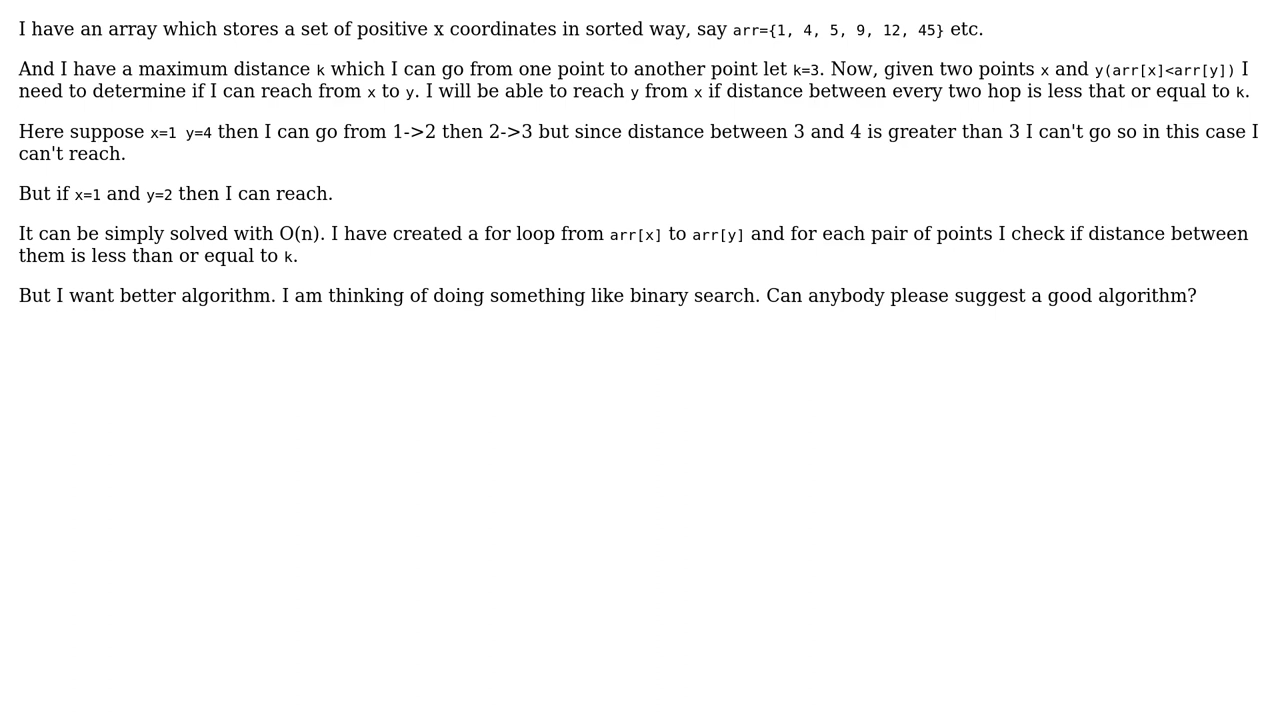 I have an array which stores a set of positive x coordinates in sorted way, say arr={1, 4, 5, 9, 12, 45} etc.
And I have a maximum distance k which I can go from one point to another point let k=3. Now, given two points x and y(arr[x]<arr[y]) I
need to determine if I can reach from x to y. I will be able to reach y from x if distance between every two hop is less that or equal to k.
Here suppose x=1 y=4 then I can go from 1->2 then 2->3 but since distance between 3 and 4 is greater than 3 I can't go so in this case I
can't reach.
But if x=1 and y=2 then I can reach.
It can be simply solved with O(n). I have created a for loop from arr[x] to arr[y] and for each pair of points I check if distance between
them is less than or equal to k.
But I want better algorithm. I am thinking of doing something like binary search. Can anybody please suggest a good algorithm?